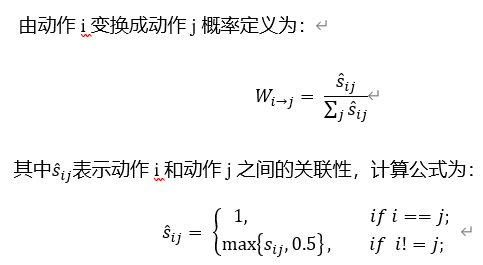 由动作 i 变换成动作 j 概率定义为：
W_{i→j} = \frac{ŝ_{ij}}{∑_j ŝ_{ij}}
其中ŝ_{ij}表示动作 i 和动作 j 之间的关联性，计算公式为：
ŝ_{ij} = { 1, if i == j;
max{s_{ij}, 0.5}, if i! = j;